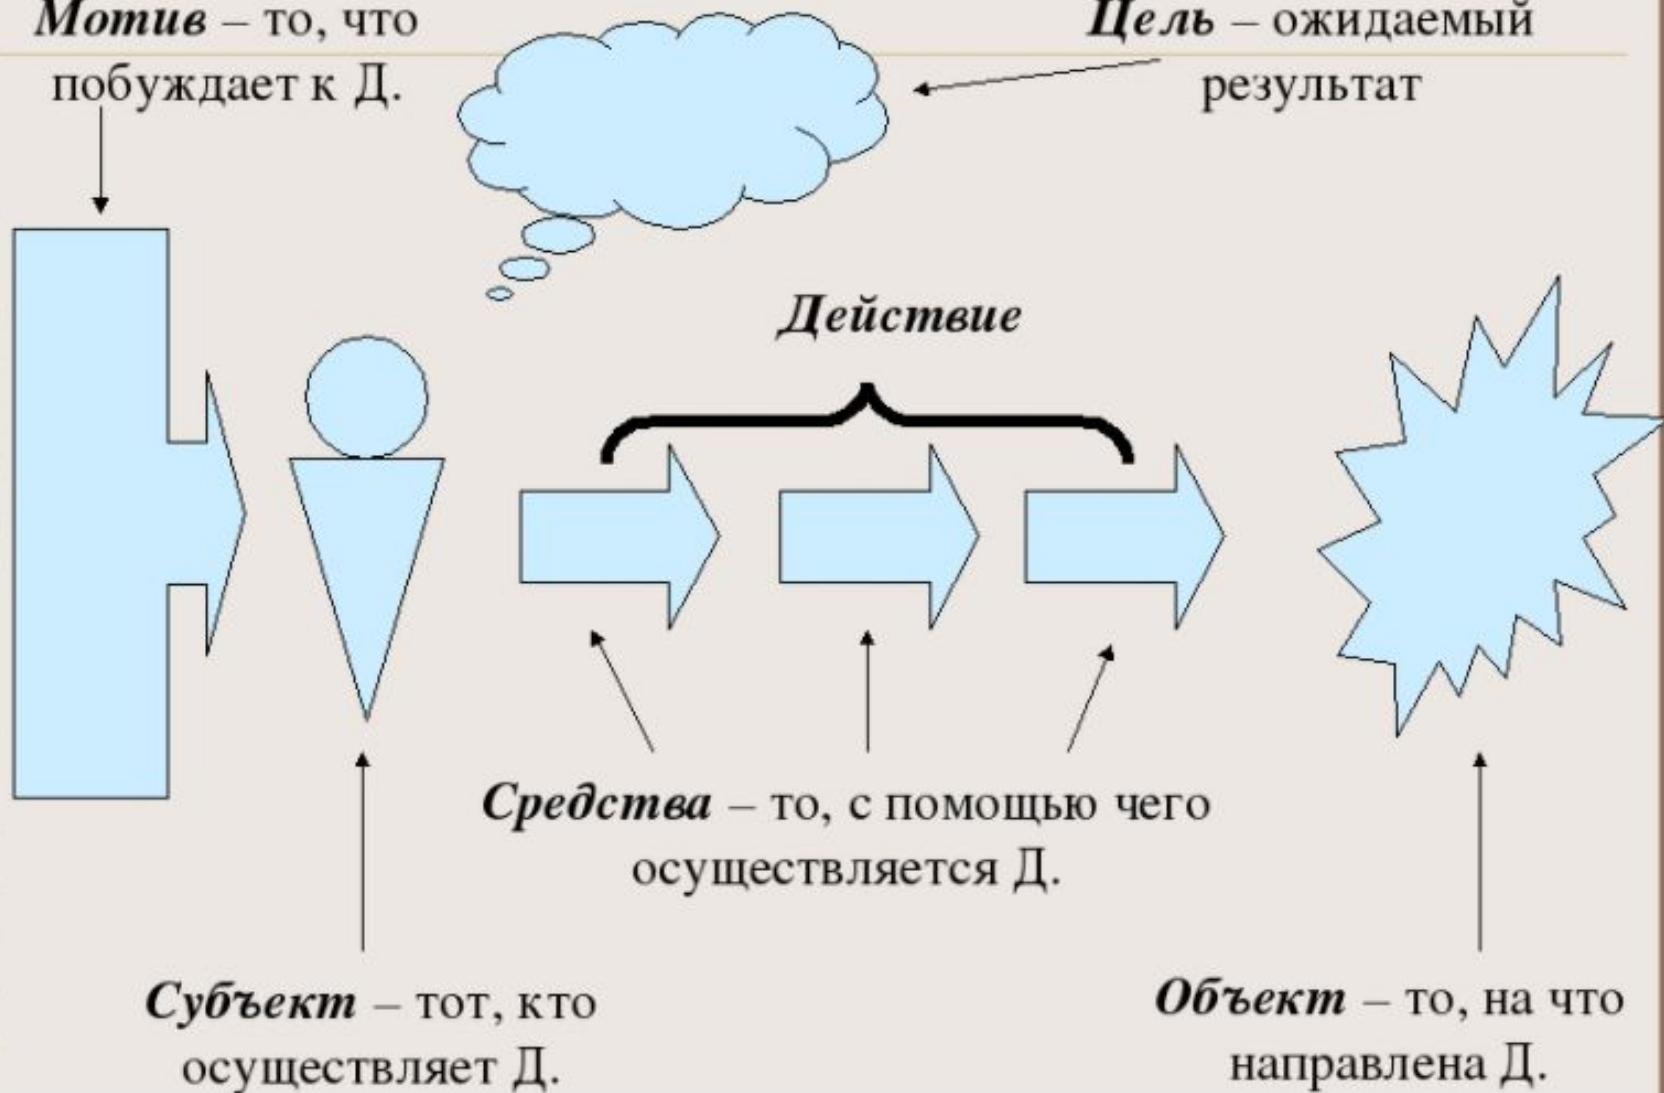 Мотив – то, что
побуждает к Д.
Цель – ожидаемый
результат
Действие
Средства – то, с помощью чего
осуществляется Д.
Субъект – тот, кто
осуществляет Д.
Объект – то, на что
направлена Д.